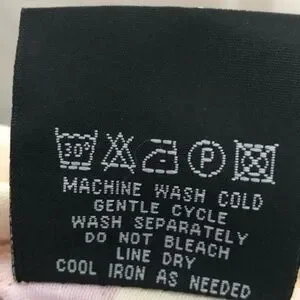 30° P
MACHINE WASH COLD
GENTLE CYCLE
WASH SEPARATELY
DO NOT BLEACH
LINE DRY
COOL IRON AS NEEDED